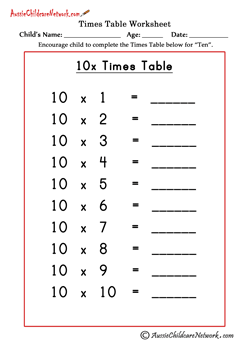 AussieChildcareNetwork.com
Times Table Worksheet
Child's Name: ____________ Age: _____ Date: __________
Encourage child to complete the Times Table below for "Ten".
10x Times Table
10 x 1 = ______
10 x 2 = ______
10 x 3 = ______
10 x 4 = ______
10 x 5 = ______
10 x 6 = ______
10 x 7 = ______
10 x 8 = ______
10 x 9 = ______
10 x 10 = ______
© AussieChildcareNetwork.com